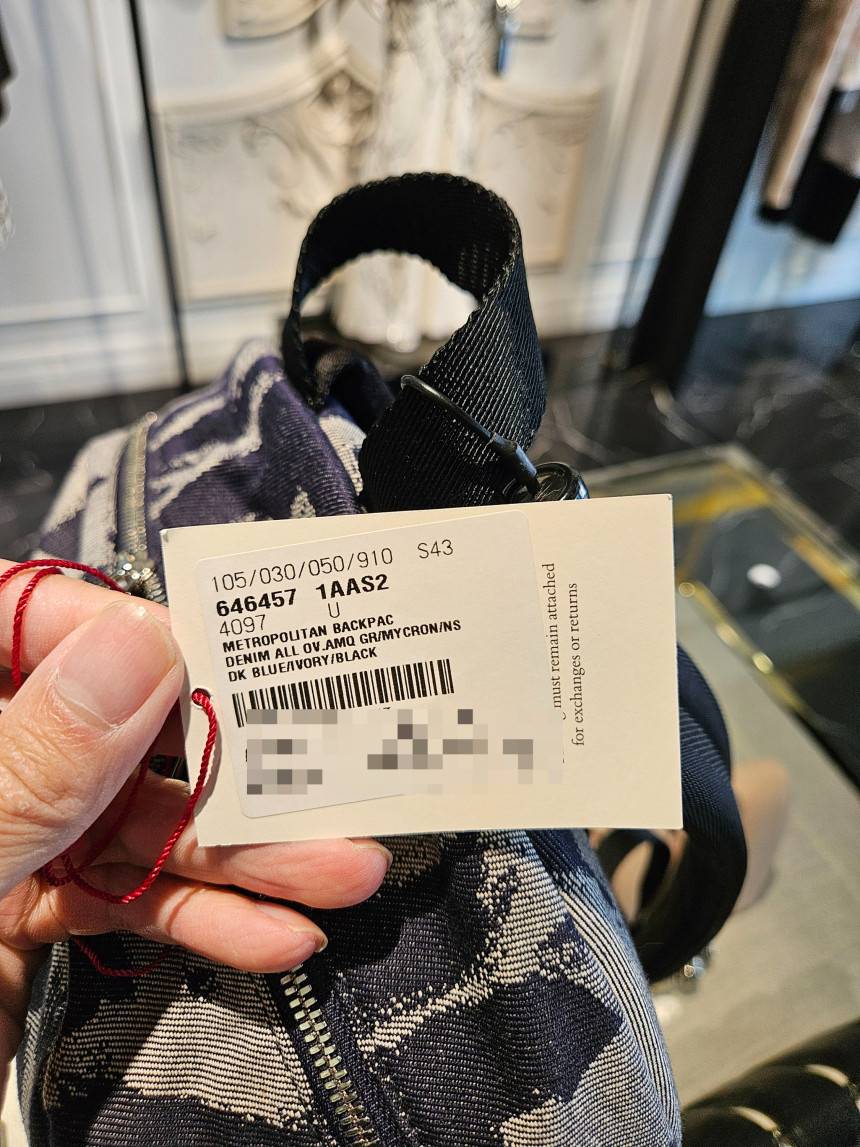 105/030/050/910 S43
646457 1AAS2
4097 U
METROPOLITAN BACKPAC
DENIM ALL OV.AMQ GR/MYCRON/NS
DK BLUE/IVORY/BLACK
must remain attached
for exchanges or returns